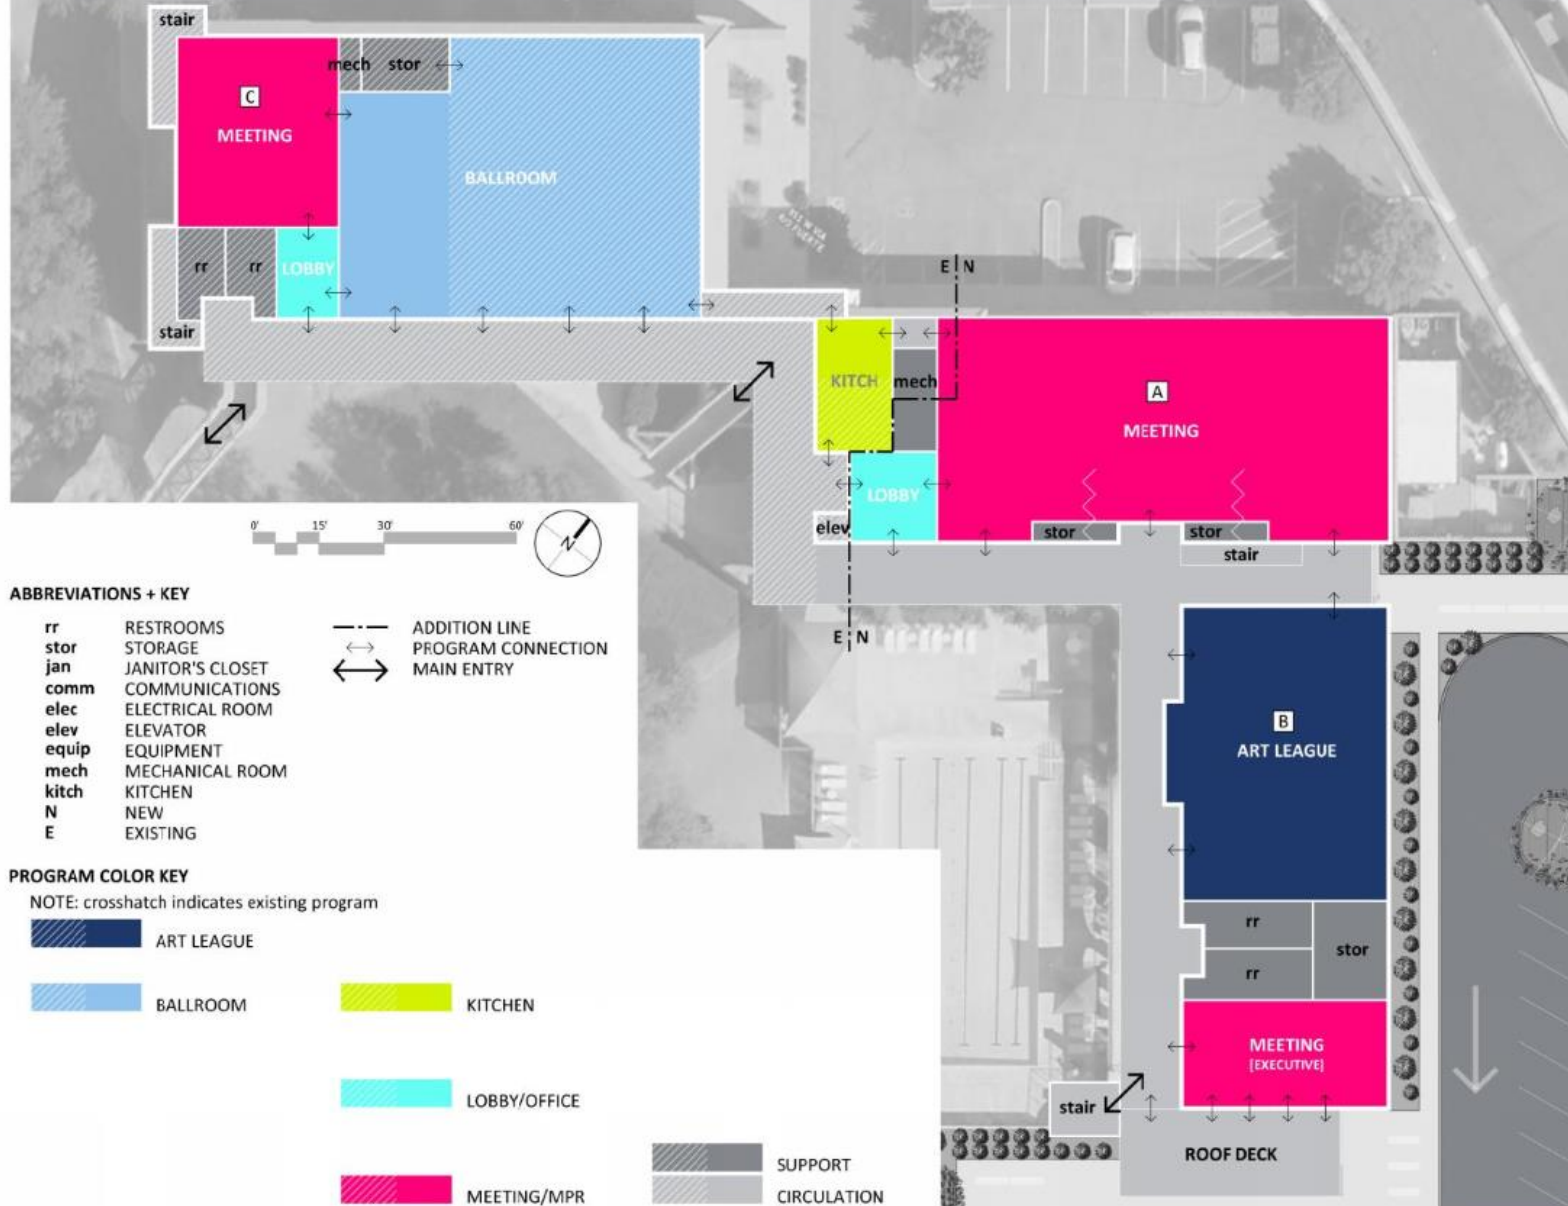 stair
mech
stor
C
MEETING
BALLROOM
rr
rr
LOBBY
stair
E
N
KITCH
mech
A
MEETING
LOBBY
elev
stor
stor
stair
E
N
0'
15'
30'
60'
N
ABBREVIATIONS + KEY
rr RESTROOMS
stor STORAGE
jan JANITOR'S CLOSET
comm COMMUNICATIONS
elec ELECTRICAL ROOM
elev ELEVATOR
equip EQUIPMENT
mech MECHANICAL ROOM
kitch KITCHEN
N NEW
E EXISTING
ADDITION LINE
PROGRAM CONNECTION
MAIN ENTRY
B
ART LEAGUE
rr
rr
stor
MEETING
[EXECUTIVE]
stair
ROOF DECK
PROGRAM COLOR KEY
NOTE: crosshatch indicates existing program
ART LEAGUE
BALLROOM
KITCHEN
LOBBY/OFFICE
MEETING/MPR
SUPPORT
CIRCULATION